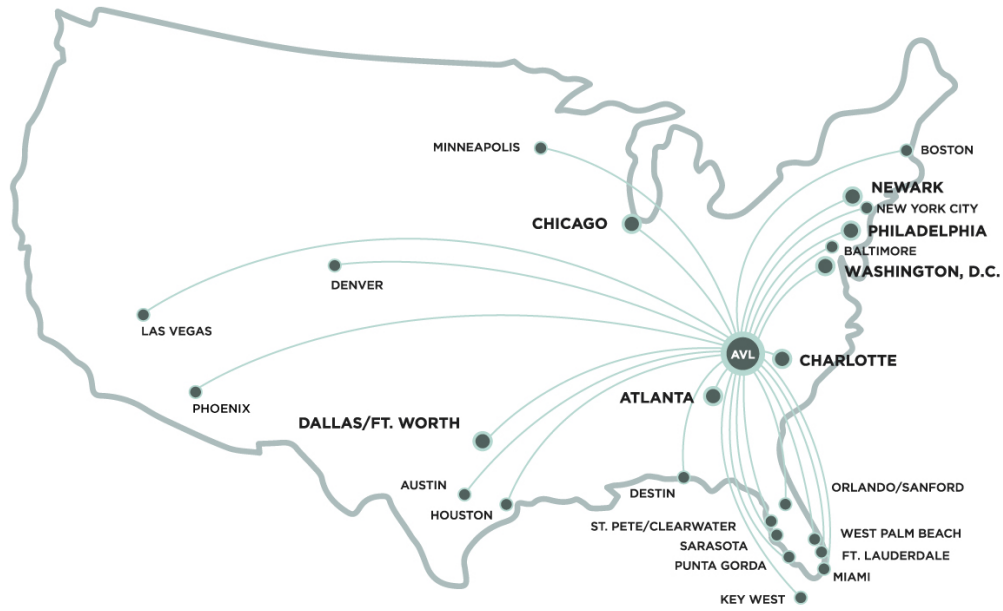 MINNEAPOLIS
BOSTON
NEWARK
NEW YORK CITY
CHICAGO
PHILADELPHIA
BALTIMORE
WASHINGTON, D.C.
DENVER
LAS VEGAS
AVL
CHARLOTTE
ATLANTA
PHOENIX
DALLAS/FT. WORTH
AUSTIN
HOUSTON
DESTIN
ORLANDO/SANFORD
ST. PETE/CLEARWATER
WEST PALM BEACH
SARASOTA
FT. LAUDERDALE
PUNTA GORDA
MIAMI
KEY WEST